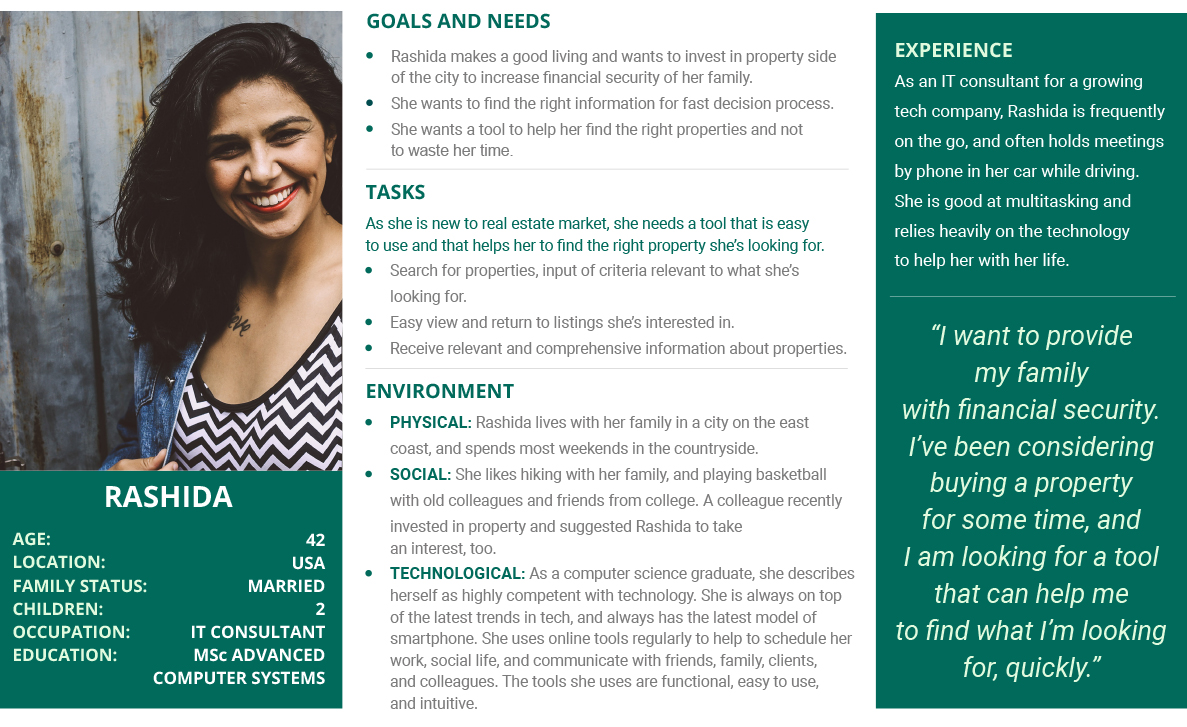 RASHIDA
AGE: 42
LOCATION: USA
FAMILY STATUS: MARRIED
CHILDREN: 2
OCCUPATION: IT CONSULTANT
EDUCATION: MSc ADVANCED
COMPUTER SYSTEMS
GOALS AND NEEDS
• Rashida makes a good living and wants to invest in property side
of the city to increase financial security of her family.
• She wants to find the right information for fast decision process.
• She wants a tool to help her find the right properties and not
to waste her time.
TASKS
As she is new to real estate market, she needs a tool that is easy
to use and that helps her to find the right property she’s looking for.
• Search for properties, input of criteria relevant to what she’s
looking for.
• Easy view and return to listings she’s interested in.
• Receive relevant and comprehensive information about properties.
ENVIRONMENT
• PHYSICAL: Rashida lives with her family in a city on the east
coast, and spends most weekends in the countryside.
• SOCIAL: She likes hiking with her family, and playing basketball
with old colleagues and friends from college. A colleague recently
invested in property and suggested Rashida to take
an interest, too.
• TECHNOLOGICAL: As a computer science graduate, she describes
herself as highly competent with technology. She is always on top
of the latest trends in tech, and always has the latest model of
smartphone. She uses online tools regularly to help to schedule her
work, social life, and communicate with friends, family, clients,
and colleagues. The tools she uses are functional, easy to use,
and intuitive.
EXPERIENCE
As an IT consultant for a growing
tech company, Rashida is frequently
on the go, and often holds meetings
by phone in her car while driving.
She is good at multitasking and
relies heavily on the technology
to help her with her life.
“I want to provide
my family
with financial security.
I’ve been considering
buying a property
for some time, and
I am looking for a tool
that can help me
to find what I’m looking
for, quickly.”